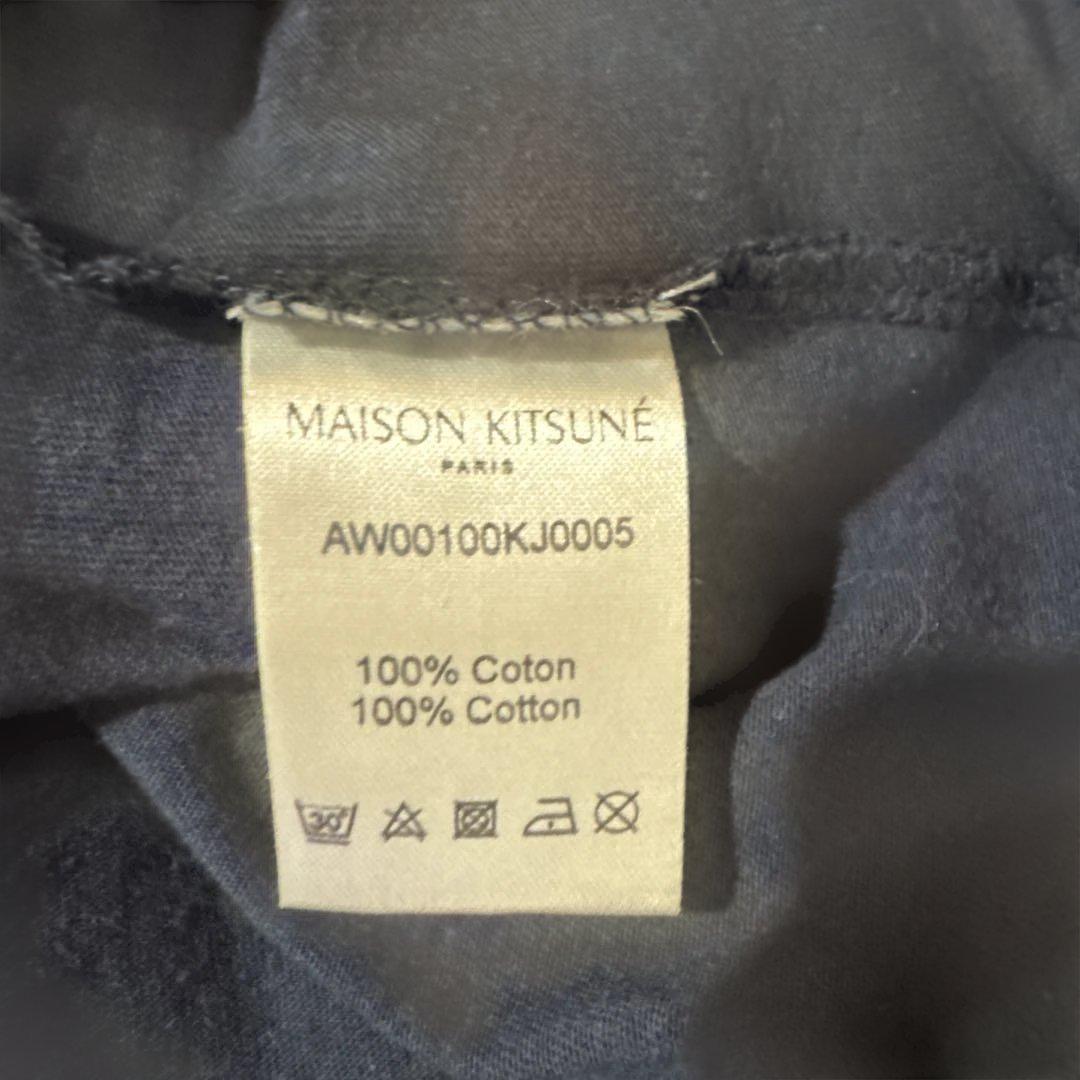 MAISON KITSUNÉ
PARIS
AW00100KJ0005
100% Coton
100% Cotton
30°